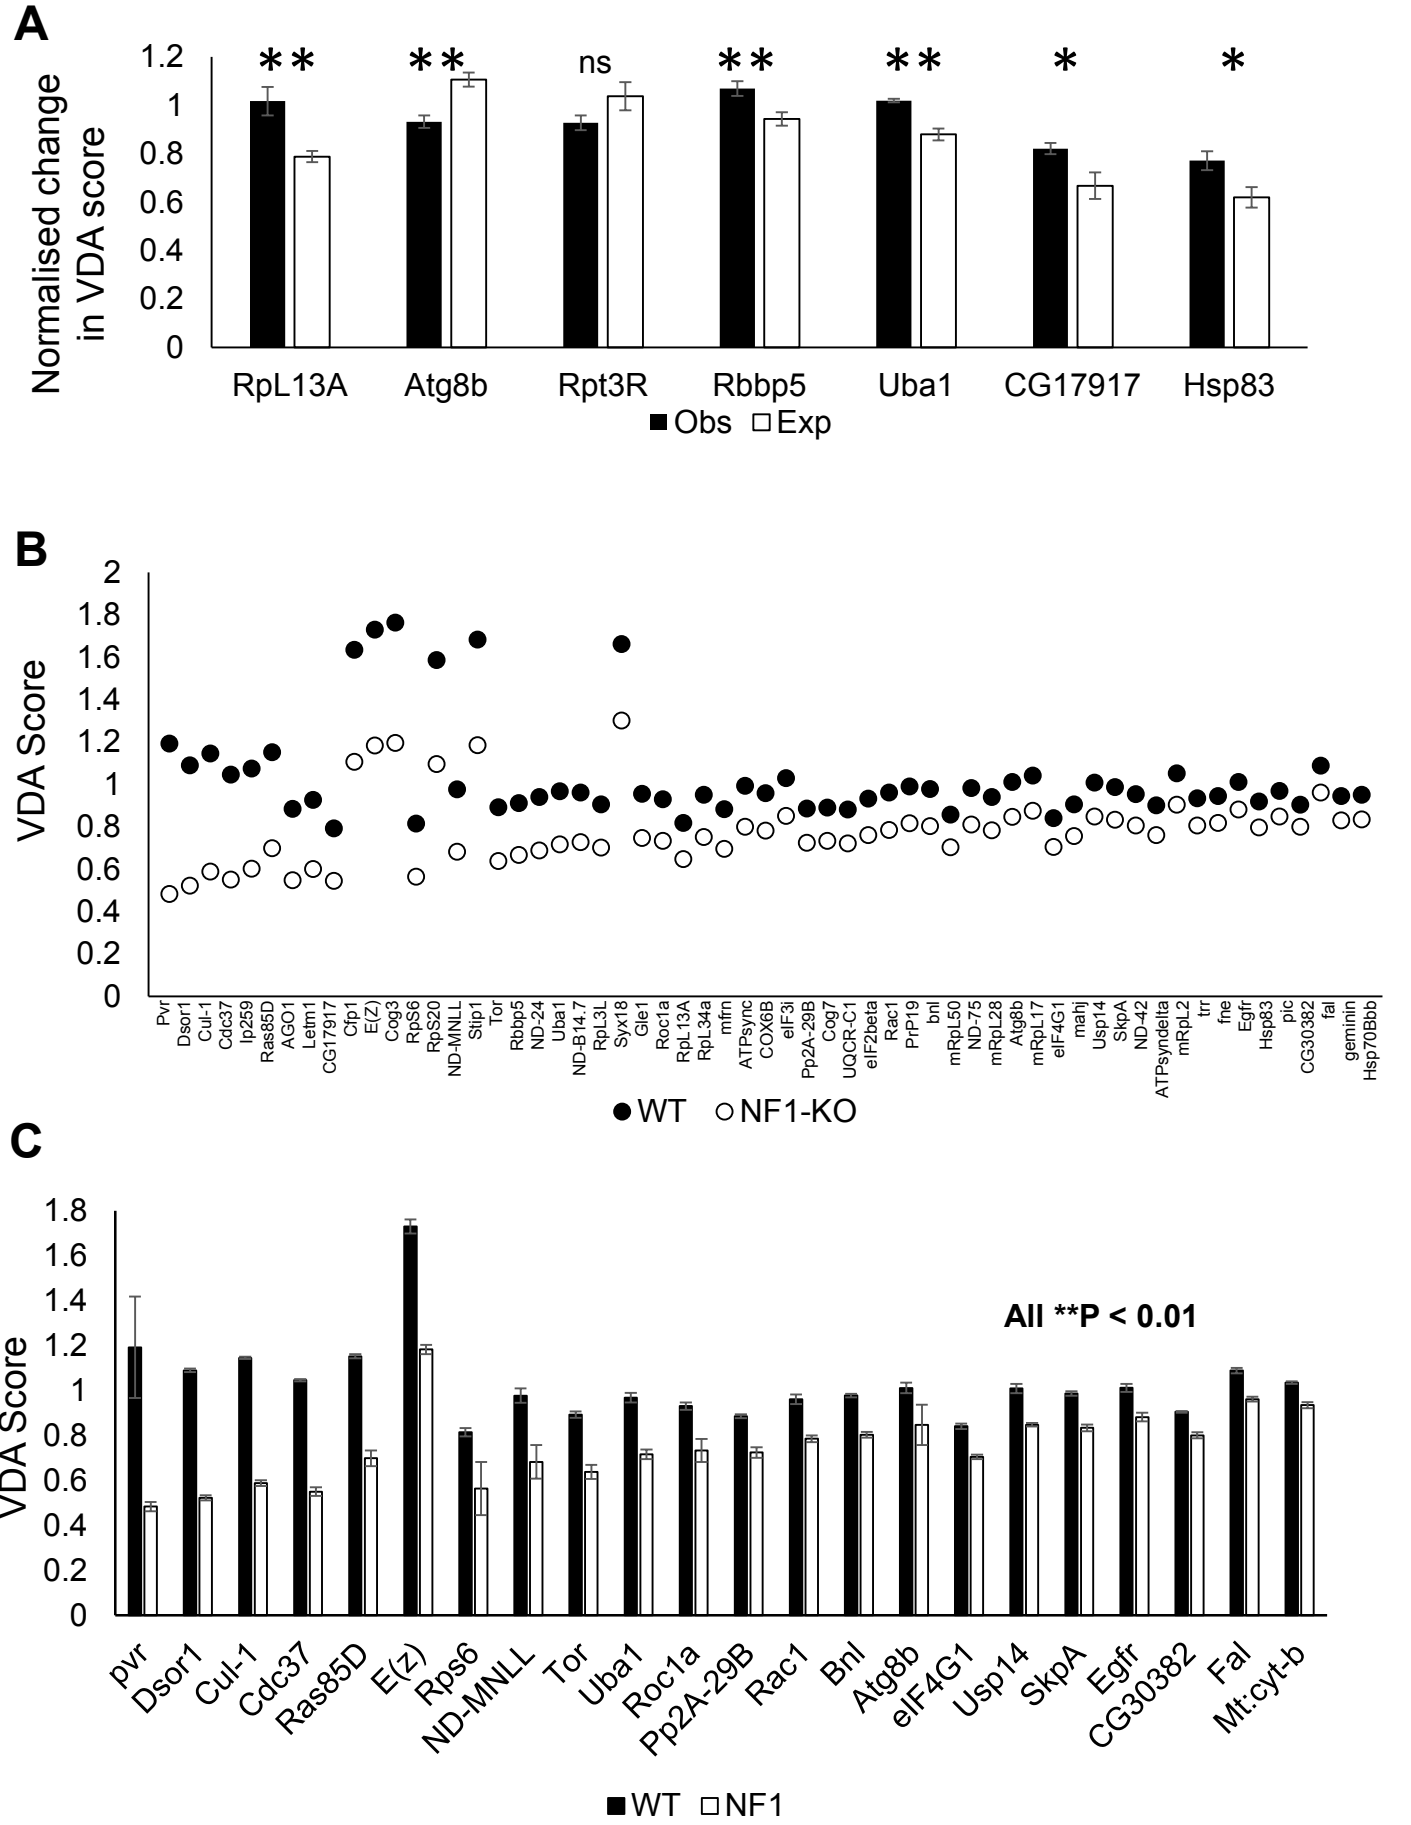 A
Normalised change
in VDA score
1.2
1
0.8
0.6
0.4
0.2
0
** ** ns ** ** * *
RpL13A Atg8b Rpt3R Rbbp5 Uba1 CG17917 Hsp83
Obs Exp
B
VDA Score
2
1.8
1.6
1.4
1.2
1
0.8
0.6
0.4
0.2
0
Pvr
Dsor1
Cul-1
Cdc37
Ip259
Ras85D
AGO1
Letm1
CG17917
Cfp1
E(Z)
Cog3
RpS6
RpS20
ND-MNLL
Stip1
Tor
Rbbp5
ND-24
Uba1
ND-B14.7
RpL3L
Syx18
Gle1
Roc1a
RpL13A
RpL34a
mfrn
ATPsync
COX6B
eIF3i
Pp2A-29B
Cog7
UQCR-C1
eIF2beta
Rac1
PrP19
bnl
mRpL50
ND-75
mRpL28
Atg8b
mRpL17
eIF4G1
mahj
Usp14
SkpA
ND-42
ATPsyndelta
mRpL2
trr
fne
Egfr
Hsp83
pic
CG30382
fal
geminin
Hsp70Bbb
WT NF1-KO
C
VDA Score
1.8
1.6
1.4
1.2
1
0.8
0.6
0.4
0.2
0
All **P < 0.01
pvr
Dsor1
Cul-1
Cdc37
Ras85D
E(z)
Rps6
ND-MNLL
Tor
Uba1
Roc1a
Pp2A-29B
Rac1
Bnl
Atg8b
eIF4G1
Usp14
SkpA
Egfr
CG30382
Fal
Mt:cyt-b
WT NF1